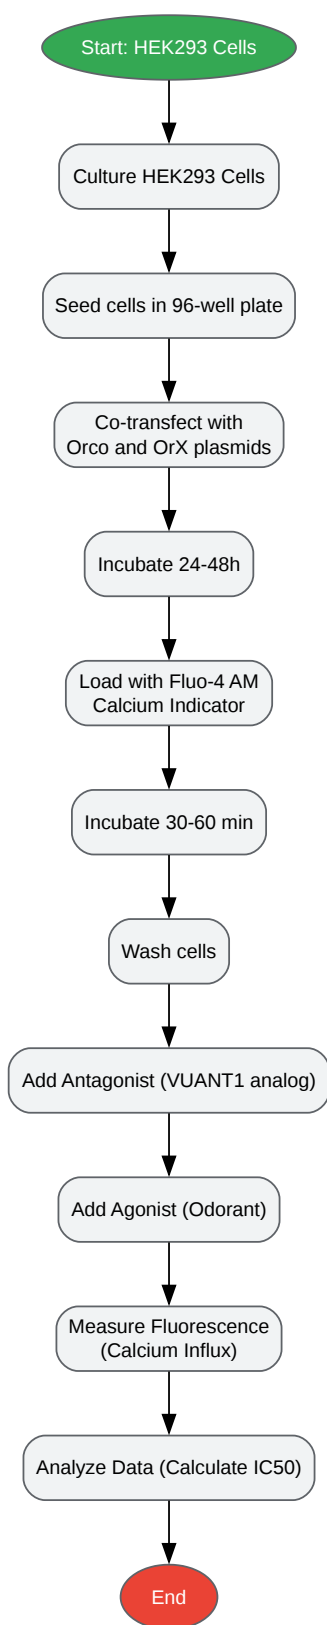 Start: HEK293 Cells
Culture HEK293 Cells
Seed cells in 96-well plate
Co-transfect with
Orco and OrX plasmids
Incubate 24-48h
Load with Fluo-4 AM
Calcium Indicator
Incubate 30-60 min
Wash cells
Add Antagonist (VUANT1 analog)
Add Agonist (Odorant)
Measure Fluorescence
(Calcium Influx)
Analyze Data (Calculate IC50)
End